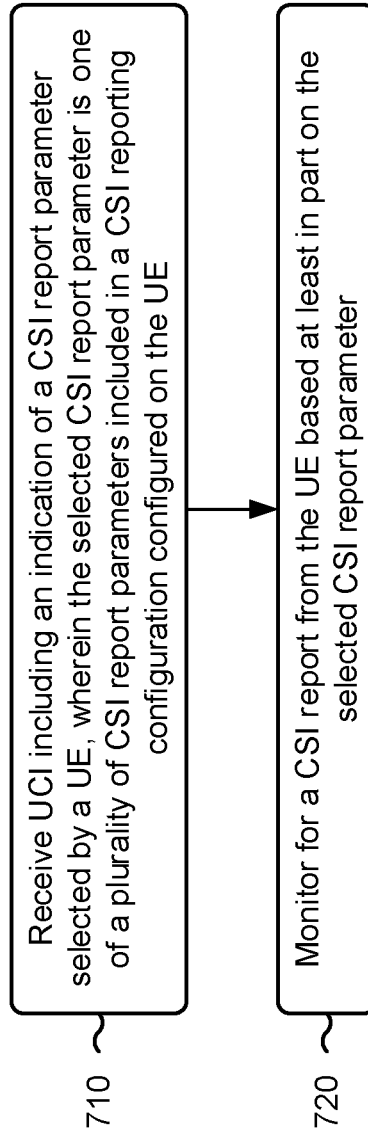 710
Receive UCI including an indication of a CSI report parameter
selected by a UE, wherein the selected CSI report parameter is one
of a plurality of CSI report parameters included in a CSI reporting
configuration configured on the UE
720
Monitor for a CSI report from the UE based at least in part on the
selected CSI report parameter